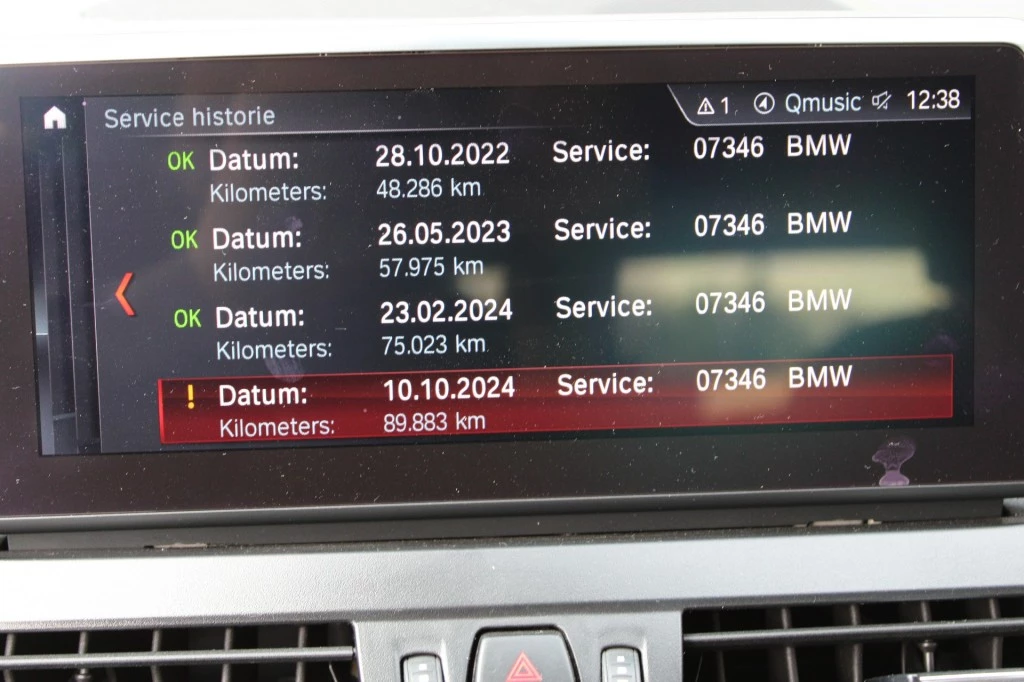 Service historie
1 Qmusic 12:38
OK Datum: 28.10.2022 Service: 07346 BMW
Kilometers: 48.286 km
OK Datum: 26.05.2023 Service: 07346 BMW
Kilometers: 57.975 km
OK Datum: 23.02.2024 Service: 07346 BMW
Kilometers: 75.023 km
! Datum: 10.10.2024 Service: 07346 BMW
Kilometers: 89.883 km